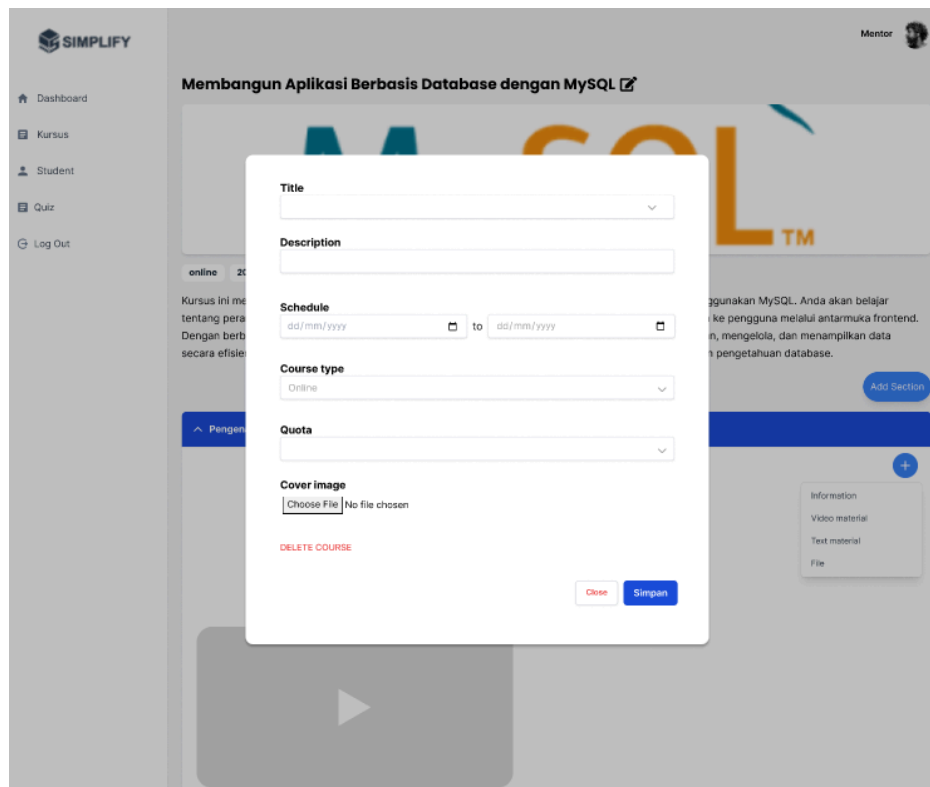 SIMPLIFY
Mentor
Dashboard
Kursus
Student
Quiz
Log Out
Membangun Aplikasi Berbasis Database dengan MySQL
SQL
TM
online 20
Kursus ini me
tentang pera
Dengan berb
secara efisie
ggunakan MySQL. Anda akan belajar
ke pengguna melalui antarmuka frontend.
n, mengelola, dan menampilkan data
pengetahuan database.
Add Section
Pengen
Information
Video material
Text material
File
Title
Description
Schedule
dd/mm/yyyy to dd/mm/yyyy
Course type
Online
Quota
Cover image
Choose File No file chosen
DELETE COURSE
Close Simpan